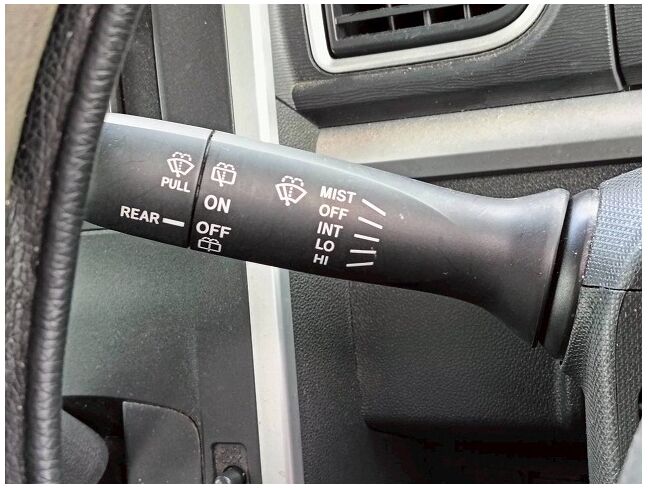 PULL
REAR
ON
OFF
MIST
OFF
INT
LO
HI